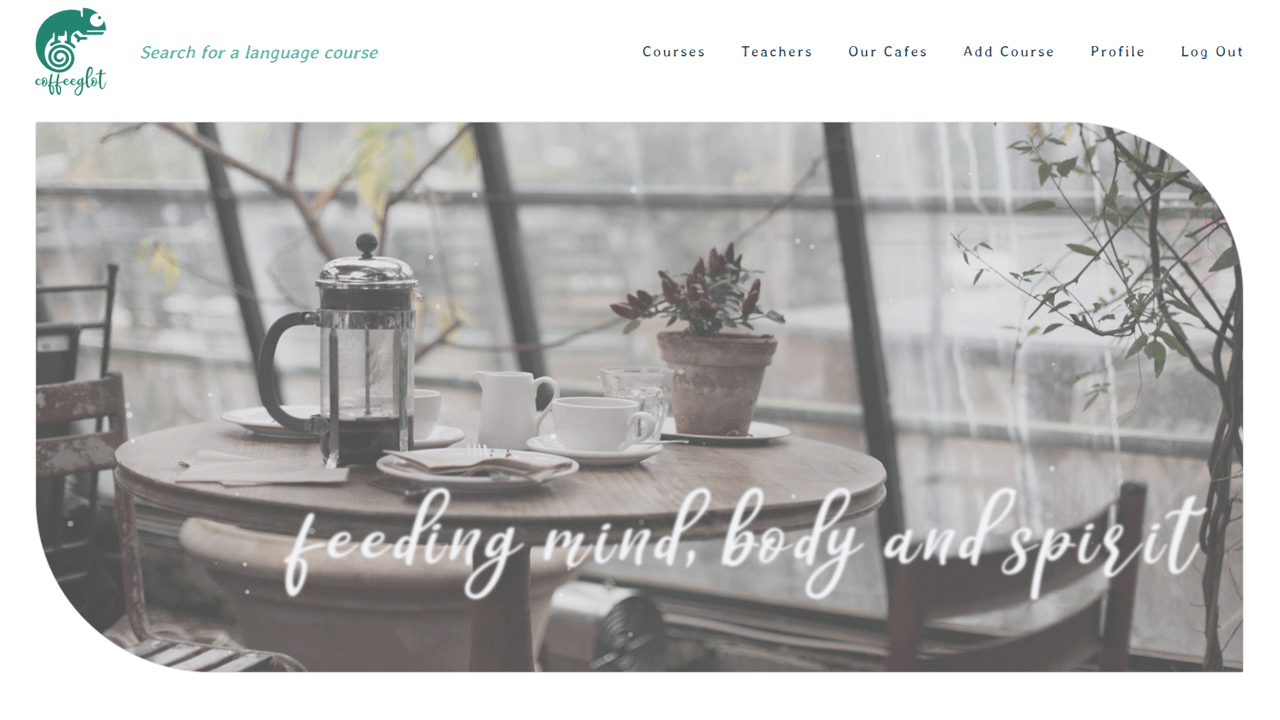 coffeeglot
Search for a language course
Courses Teachers Our Cafes Add Course Profile Log Out
feeding mind, body and spirit